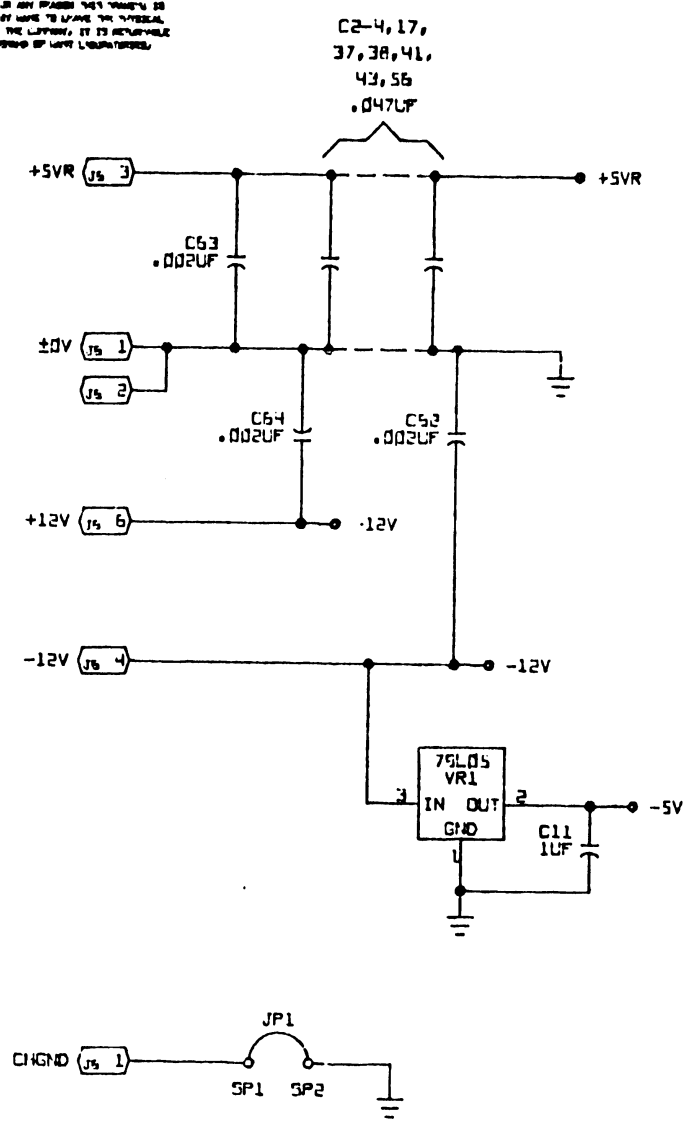 C2-4,17,
37,38,41,
43,56
.047UF
+5VR J5 3 +5VR
C63
.002UF
±0V J5 1
J5 2
C64 C52
.002UF .002UF
+12V J5 6 -12V
-12V J5 4 -12V
79L05
VR1
3 IN OUT 2 -5V
GND C11
1UF
1
JP1
CHGND J5 1
SP1 SP2